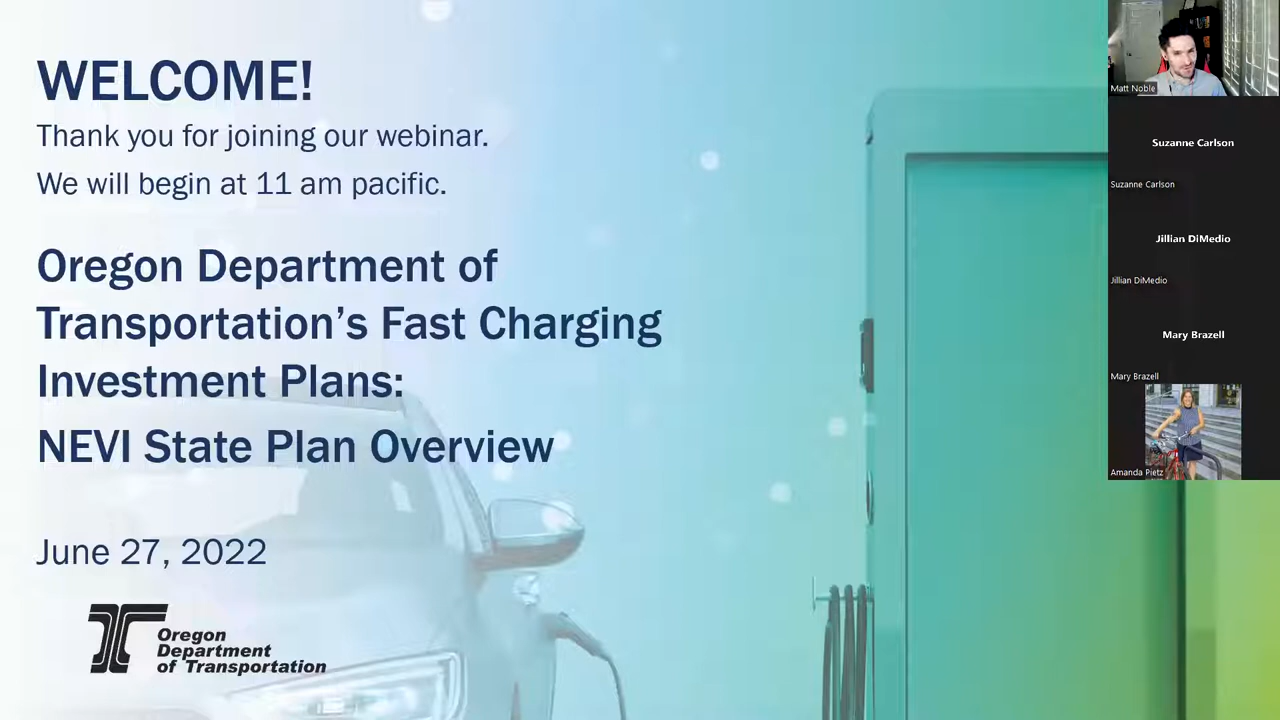 WELCOME!
Thank you for joining our webinar.
We will begin at 11 am pacific.
Oregon Department of
Transportation’s Fast Charging
Investment Plans:
NEVI State Plan Overview
June 27, 2022
Oregon
Department
of Transportation
Matt Noble
Suzanne Carlson
Suzanne Carlson
Jillian DiMedio
Jillian DiMedio
Mary Brazell
Mary Brazell
Amanda Pietz